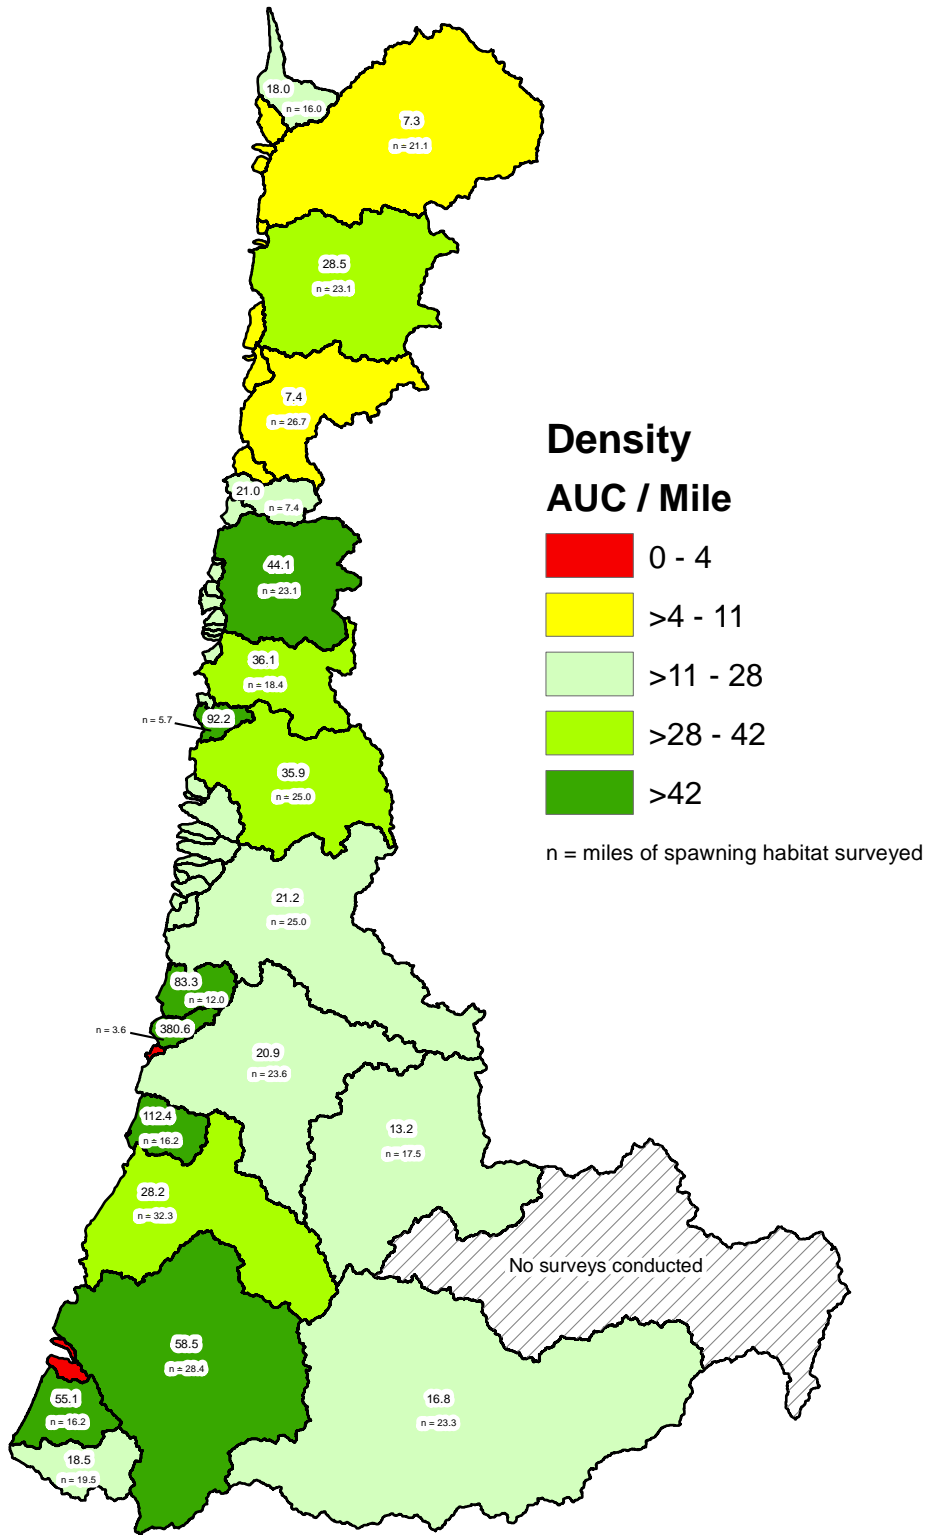 18.0
n = 16.0
7.3
n = 21.1
28.5
n = 23.1
7.4
n = 26.7
21.0
n = 7.4
44.1
n = 23.1
36.1
n = 18.4
n = 5.7
92.2
35.9
n = 25.0
21.2
n = 25.0
83.3
n = 12.0
n = 3.6
380.6
20.9
n = 23.6
112.4
n = 16.2
13.2
n = 17.5
28.2
n = 32.3
No surveys conducted
58.5
n = 28.4
55.1
n = 16.2
16.8
n = 23.3
18.5
n = 19.5
Density
AUC / Mile
0 - 4
>4 - 11
>11 - 28
>28 - 42
>42
n = miles of spawning habitat surveyed